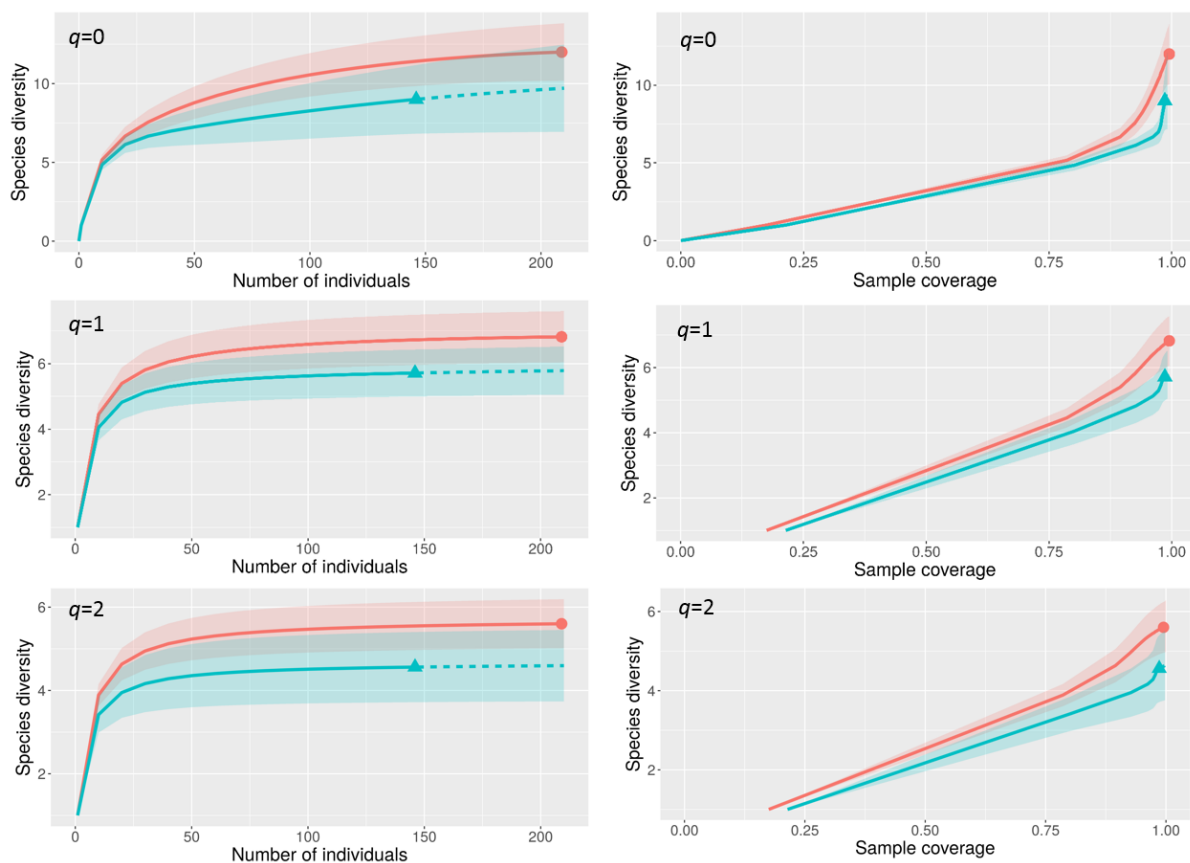 q=0
Species diversity
10
5
0
0 50 100 150 200
Number of individuals
q=0
Species diversity
10
5
0
0.00 0.25 0.50 0.75 1.00
Sample coverage
q=1
Species diversity
6
4
2
0 50 100 150 200
Number of individuals
q=1
Species diversity
6
4
2
0.00 0.25 0.50 0.75 1.00
Sample coverage
q=2
Species diversity
6
4
2
0 50 100 150 200
Number of individuals
q=2
Species diversity
6
4
2
0.00 0.25 0.50 0.75 1.00
Sample coverage